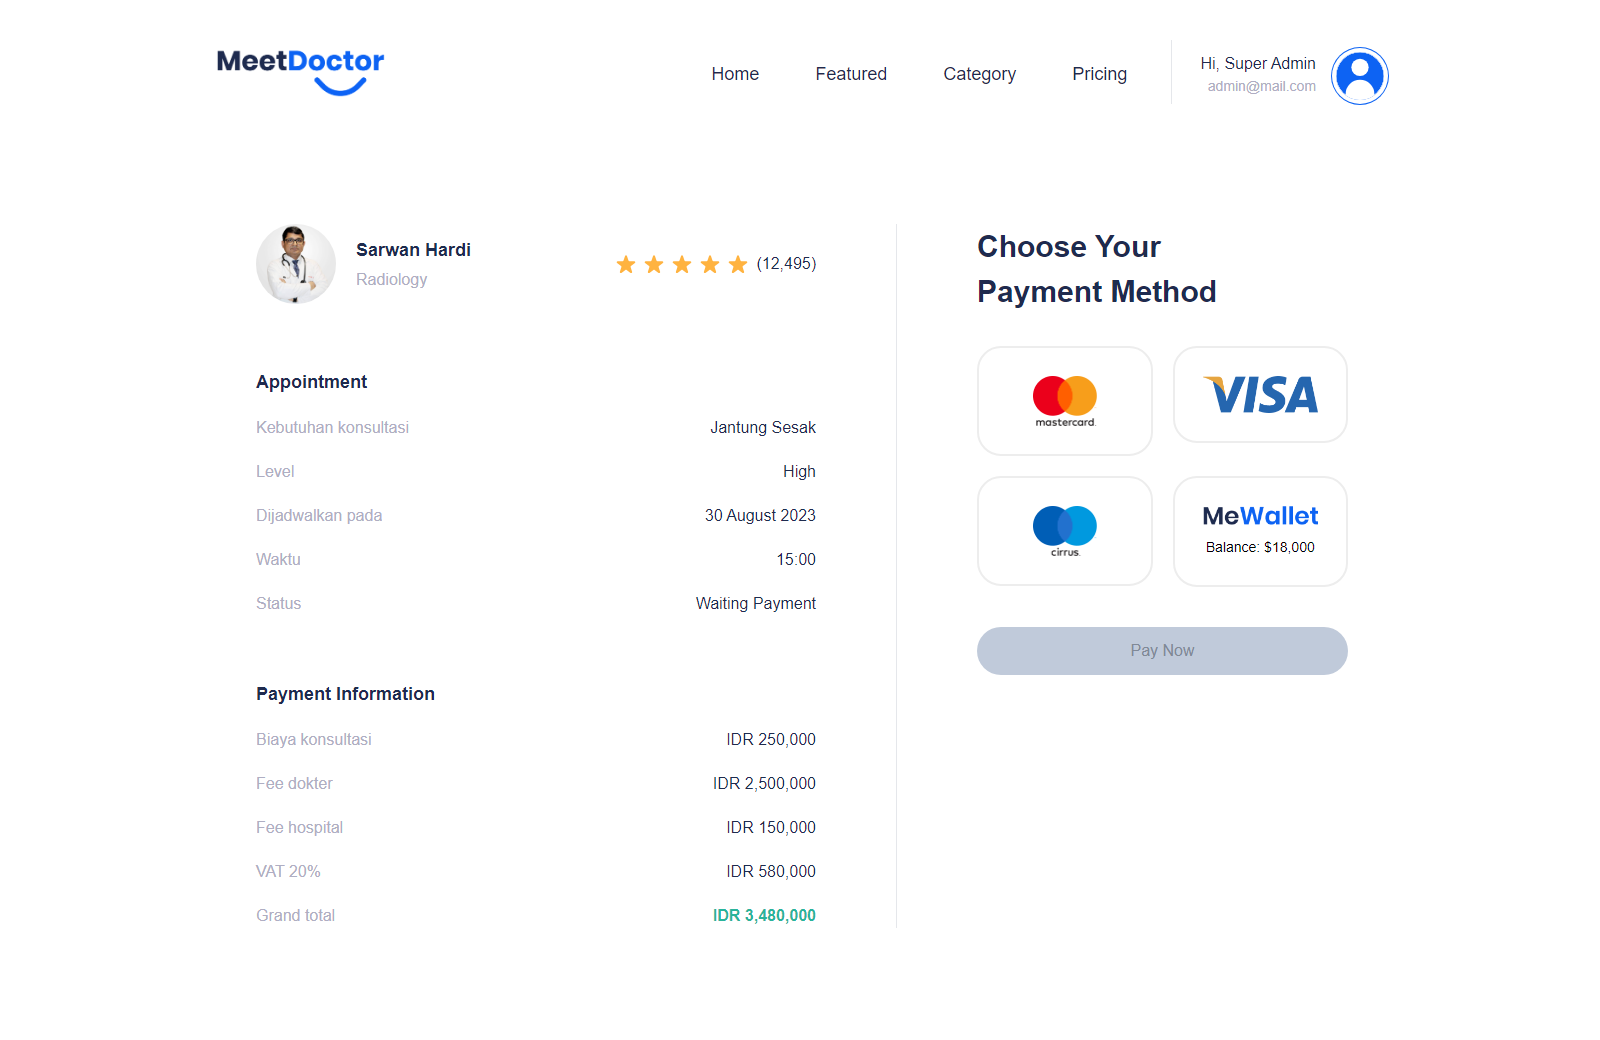 MeetDoctor
Home
Featured
Category
Pricing
Hi, Super Admin
admin@mail.com
Sarwan Hardi
Radiology
(12,495)
Appointment
Kebutuhan konsultasi
Jantung Sesak
Level
High
Dijadwalkan pada
30 August 2023
Waktu
15:00
Status
Waiting Payment
Payment Information
Biaya konsultasi
IDR 250,000
Fee dokter
IDR 2,500,000
Fee hospital
IDR 150,000
VAT 20%
IDR 580,000
Grand total
IDR 3,480,000
Choose Your
Payment Method
mastercard.
VISA
cirrus.
MeWallet
Balance: $18,000
Pay Now